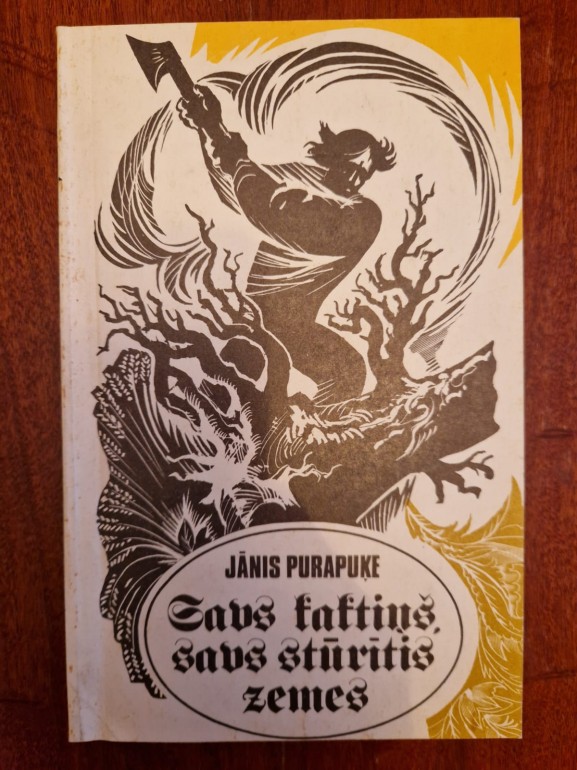 JĀNIS PURAPUĶE
Savs kaktiņš,
savs stūrītis
zemes